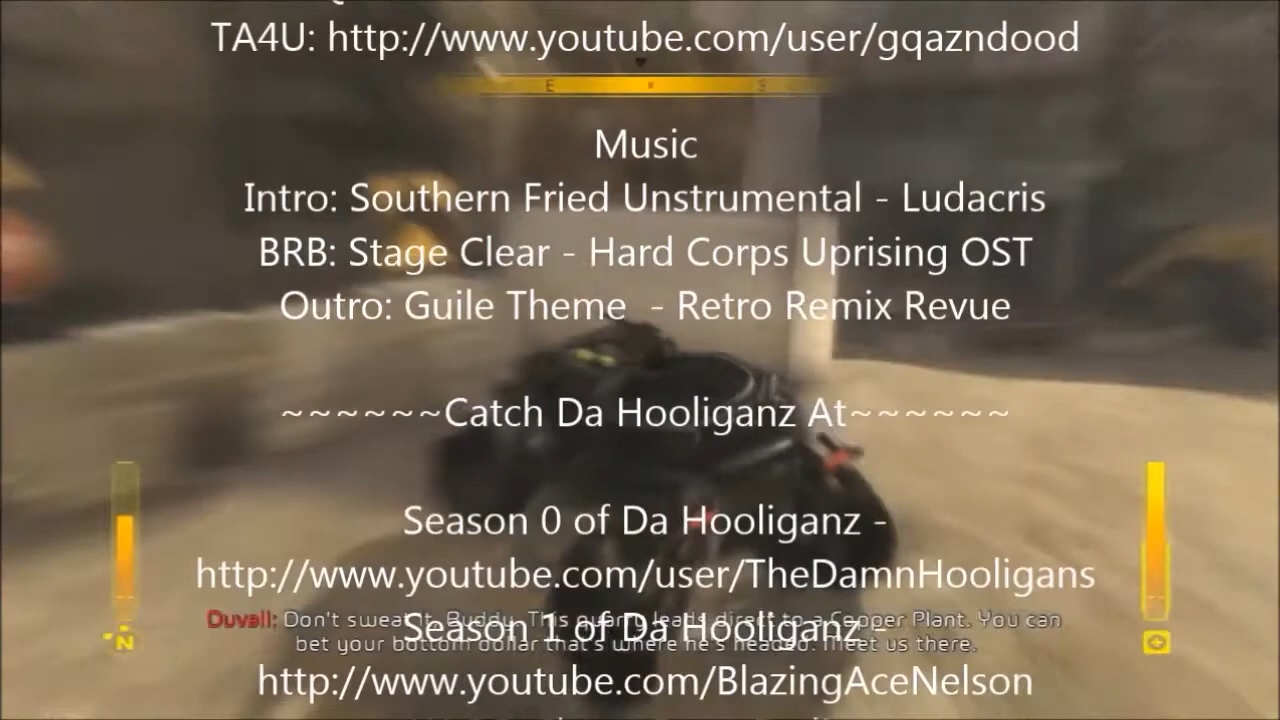 TA4U: http://www.youtube.com/user/gqazndood
E S
Music
Intro: Southern Fried Unstrumental - Ludacris
BRB: Stage Clear - Hard Corps Uprising OST
Outro: Guile Theme - Retro Remix Revue
~~~~~~Catch Da Hooliganz At~~~~~~
Season 0 of Da Hooliganz -
http://www.youtube.com/user/TheDamnHooligans
Duvall: Don't sweat it, Buddy. This quarry leads direct to a Copper Plant. You can
Season 1 of Da Hooliganz -
bet your bottom dollar that's where he's headed. Meet us there.
N
http://www.youtube.com/BlazingAceNelson